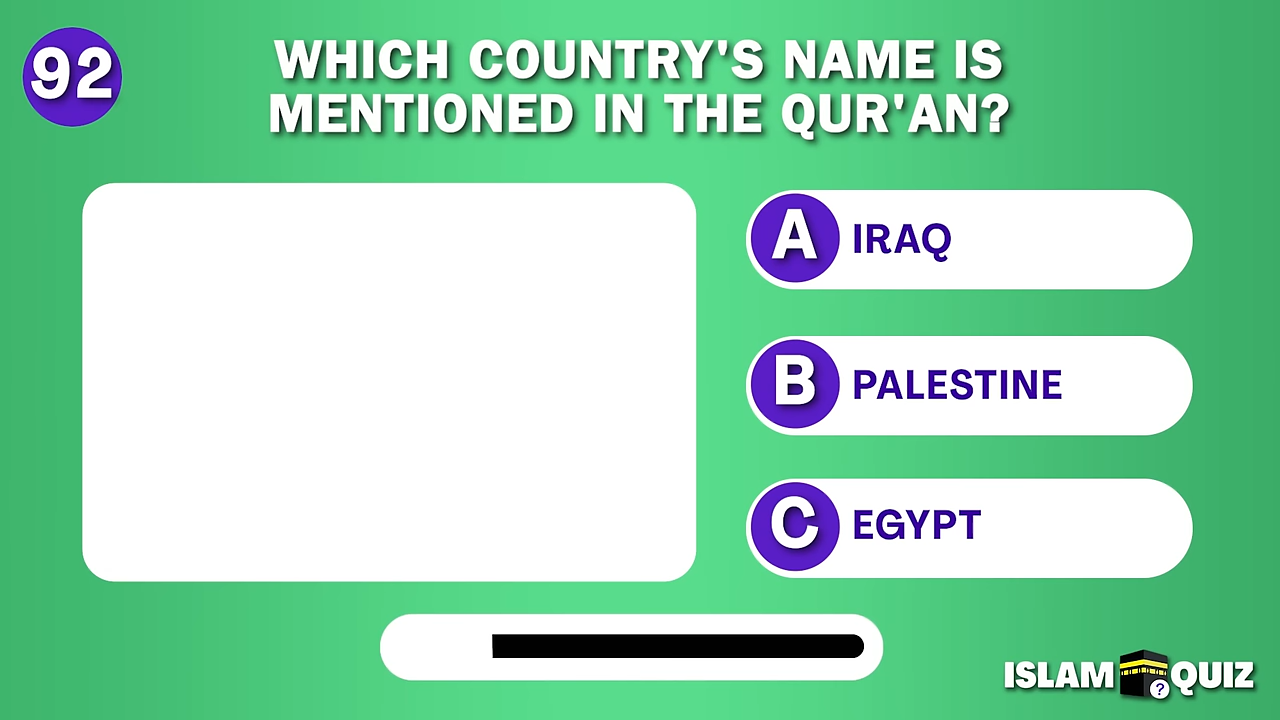 92
WHICH COUNTRY'S NAME IS
MENTIONED IN THE QUR'AN?
A IRAQ
B PALESTINE
C EGYPT
ISLAM ? QUIZ